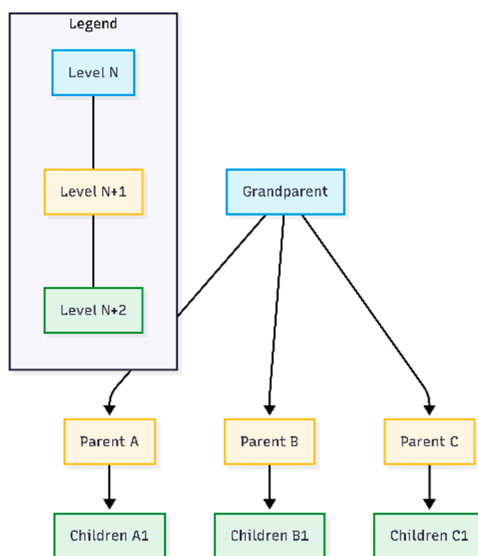 Legend
Level N
Level N+1
Grandparent
Level N+2
Parent A
Parent B
Parent C
Children A1
Children B1
Children C1